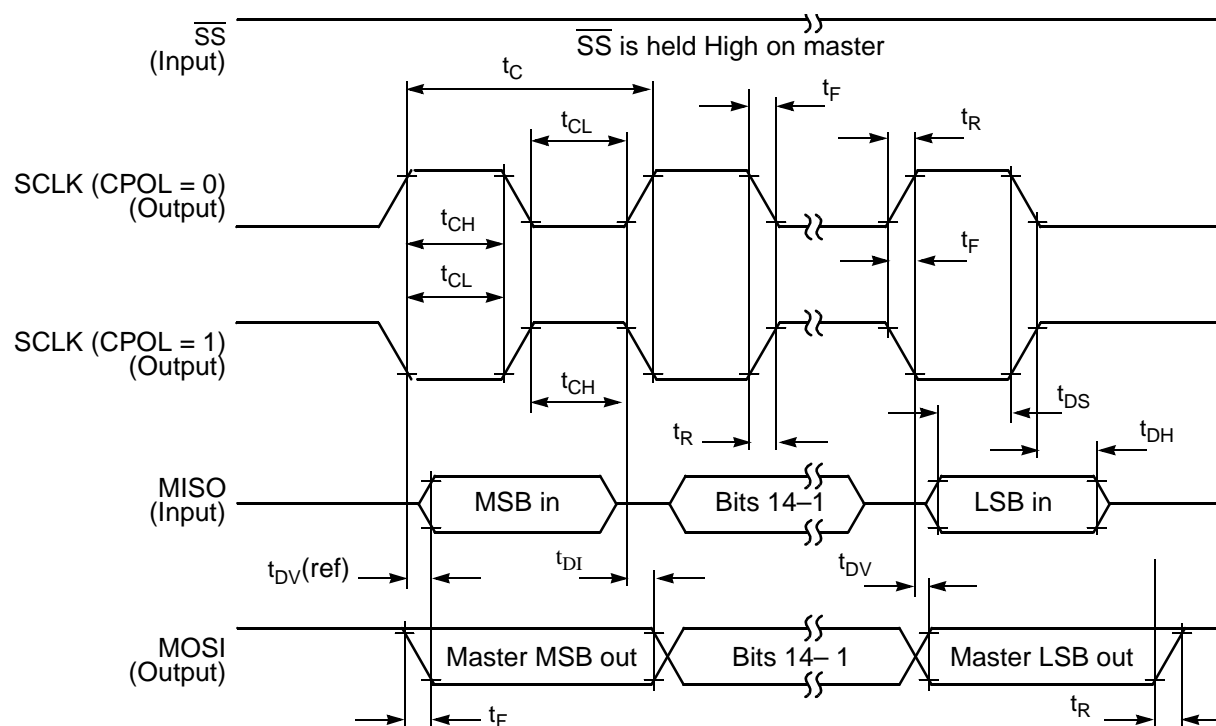 SS
(Input)
SS is held High on master
tC
tF
tCL
tR
SCLK (CPOL = 0)
(Output)
tCH
tF
tCL
SCLK (CPOL = 1)
(Output)
tCH
tDS
tR
tDH
MISO
(Input)
MSB in
Bits 14–1
LSB in
tDV(ref)
tDI
tDV
MOSI
(Output)
Master MSB out
Bits 14– 1
Master LSB out
tF
tR